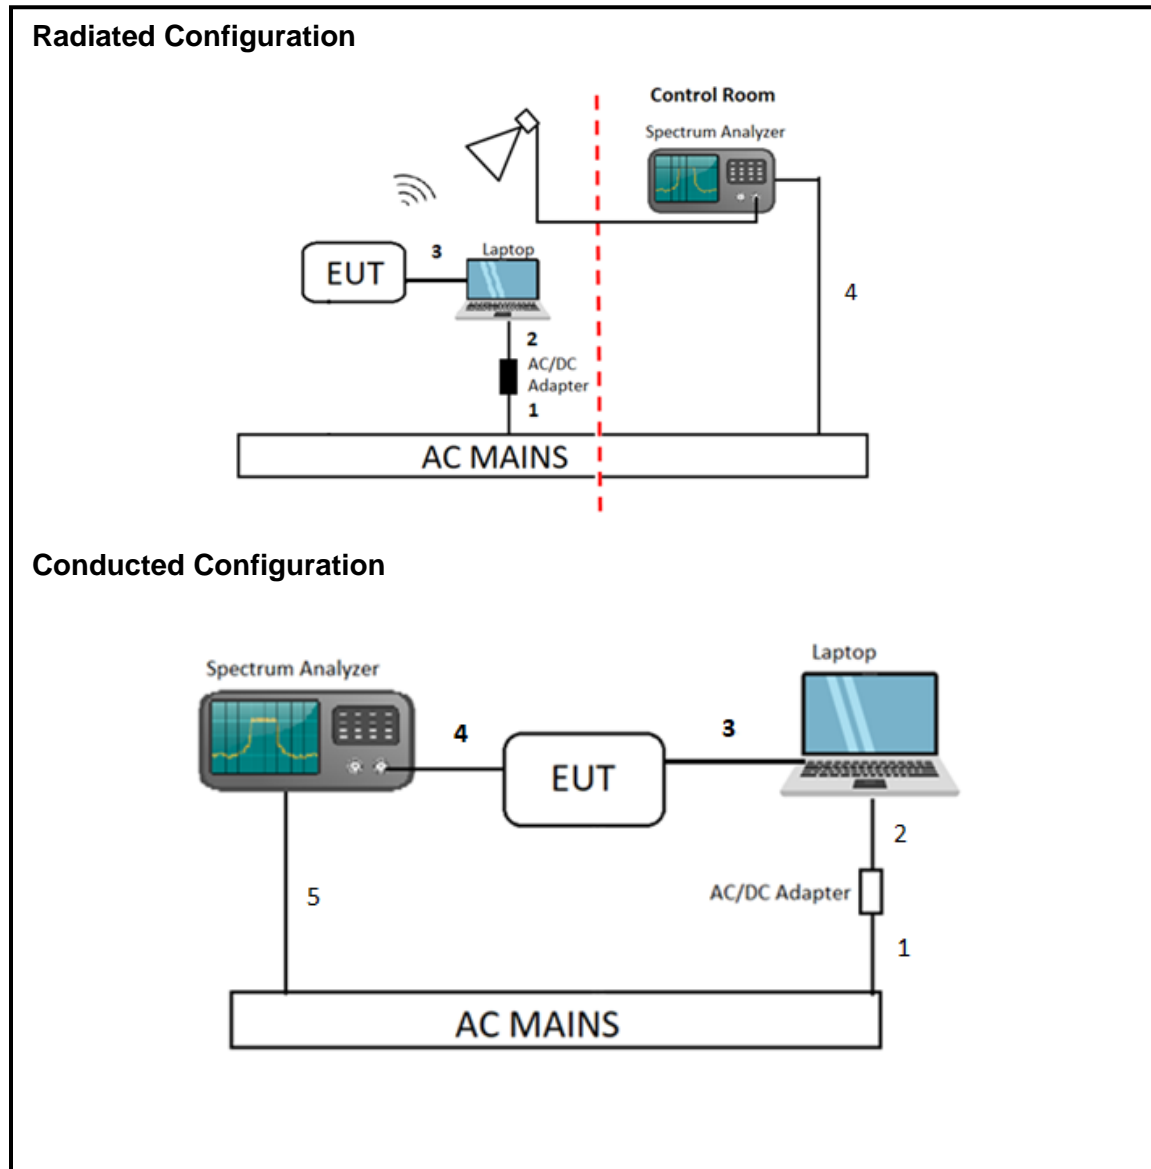 Radiated Configuration
Control Room
Spectrum Analyzer
3
Laptop
EUT
4
2
AC/DC
Adapter
1
AC MAINS
Conducted Configuration
Laptop
Spectrum Analyzer
4
3
EUT
2
AC/DC Adapter
5
1
AC MAINS